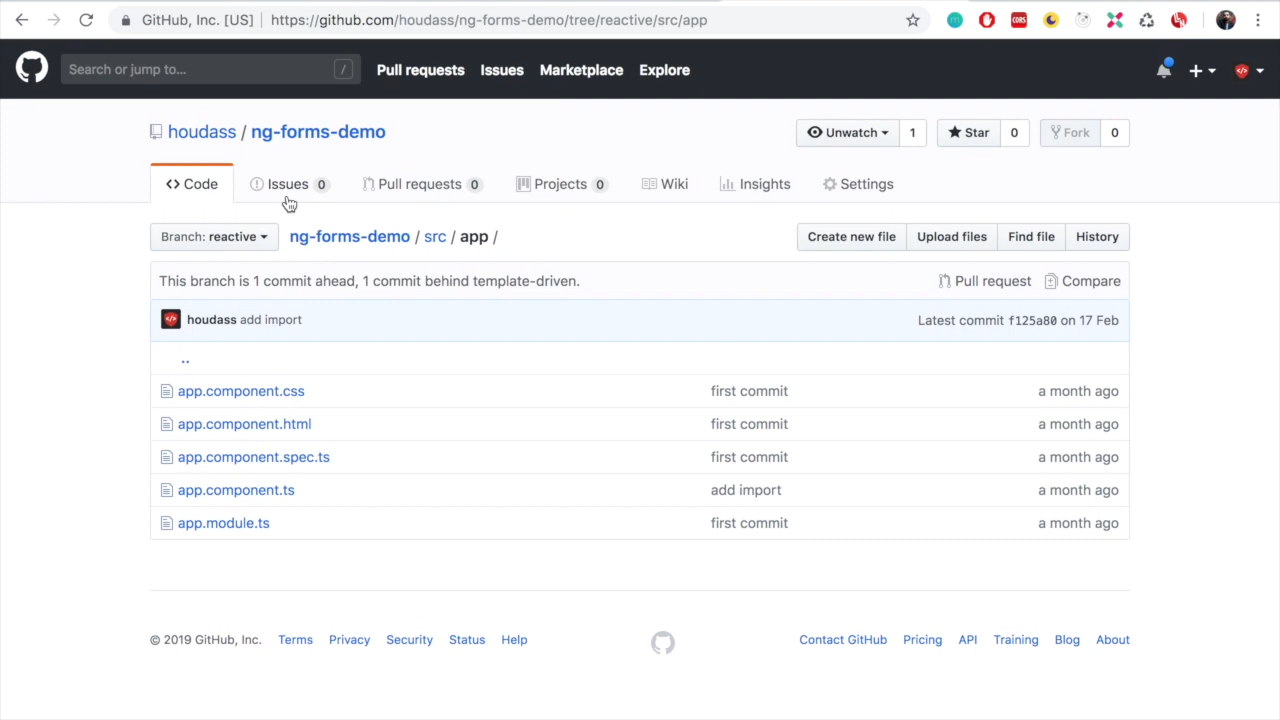 GitHub, Inc. [US] | https://github.com/houdass/ng-forms-demo/tree/reactive/src/app
CORS
Search or jump to... /
Pull requests Issues Marketplace Explore
houdass / ng-forms-demo
Unwatch 1 Star 0 Fork 0
Code Issues 0 Pull requests 0 Projects 0 Wiki Insights Settings
Branch: reactive ng-forms-demo / src / app /
Create new file Upload files Find file History
This branch is 1 commit ahead, 1 commit behind template-driven. Pull request Compare
houdass add import Latest commit f125a80 on 17 Feb
..
app.component.css first commit a month ago
app.component.html first commit a month ago
app.component.spec.ts first commit a month ago
app.component.ts add import a month ago
app.module.ts first commit a month ago
© 2019 GitHub, Inc. Terms Privacy Security Status Help Contact GitHub Pricing API Training Blog About